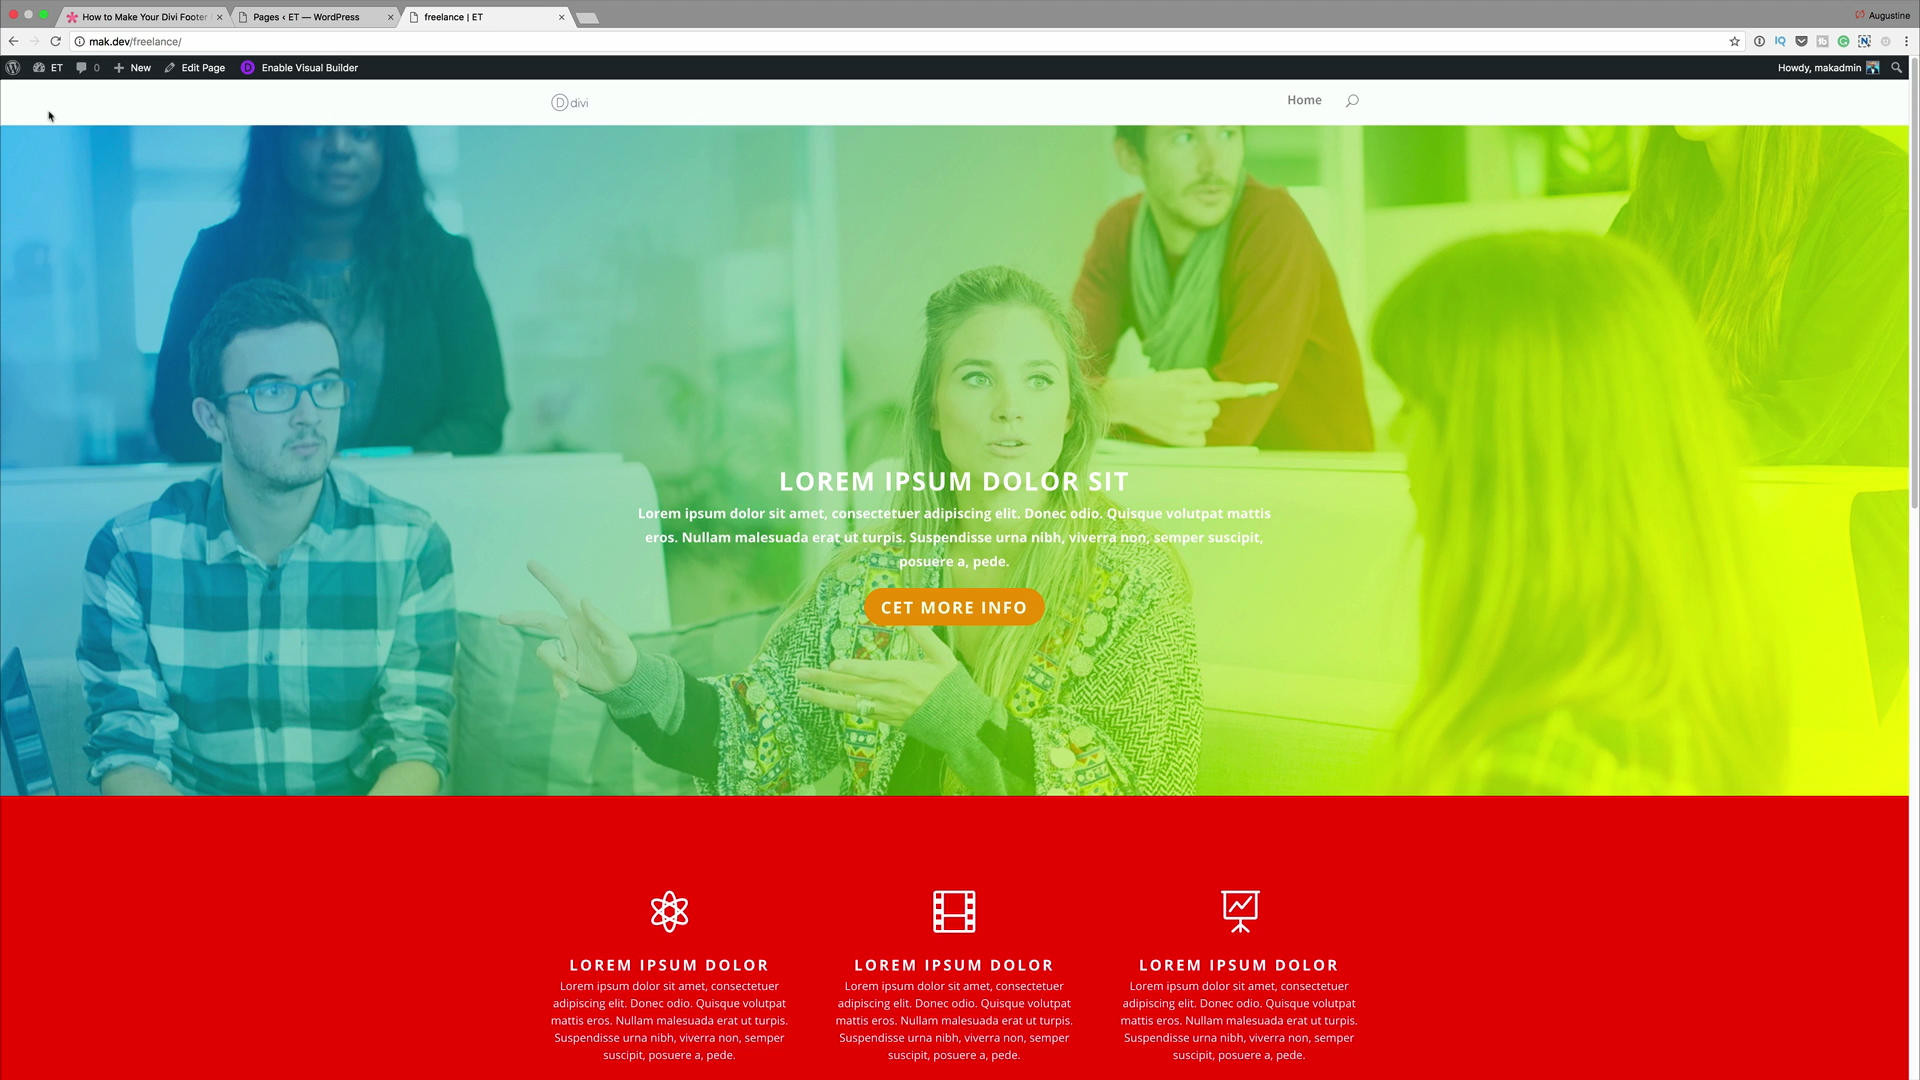 How to Make Your Divi Footer
Pages ‹ ET — WordPress
freelance | ET
Augustine
mak.dev/freelance/
ET 0 New Edit Page Enable Visual Builder
Howdy, makadmin
divi
Home
LOREM IPSUM DOLOR SIT
Lorem ipsum dolor sit amet, consectetuer adipiscing elit. Donec odio. Quisque volutpat mattis
eros. Nullam malesuada erat ut turpis. Suspendisse urna nibh, viverra non, semper suscipit,
posuere a, pede.
CET MORE INFO
LOREM IPSUM DOLOR
Lorem ipsum dolor sit amet, consectetuer
adipiscing elit. Donec odio. Quisque volutpat
mattis eros. Nullam malesuada erat ut turpis.
Suspendisse urna nibh, viverra non, semper
suscipit, posuere a, pede.
LOREM IPSUM DOLOR
Lorem ipsum dolor sit amet, consectetuer
adipiscing elit. Donec odio. Quisque volutpat
mattis eros. Nullam malesuada erat ut turpis.
Suspendisse urna nibh, viverra non, semper
suscipit, posuere a, pede.
LOREM IPSUM DOLOR
Lorem ipsum dolor sit amet, consectetuer
adipiscing elit. Donec odio. Quisque volutpat
mattis eros. Nullam malesuada erat ut turpis.
Suspendisse urna nibh, viverra non, semper
suscipit, posuere a, pede.